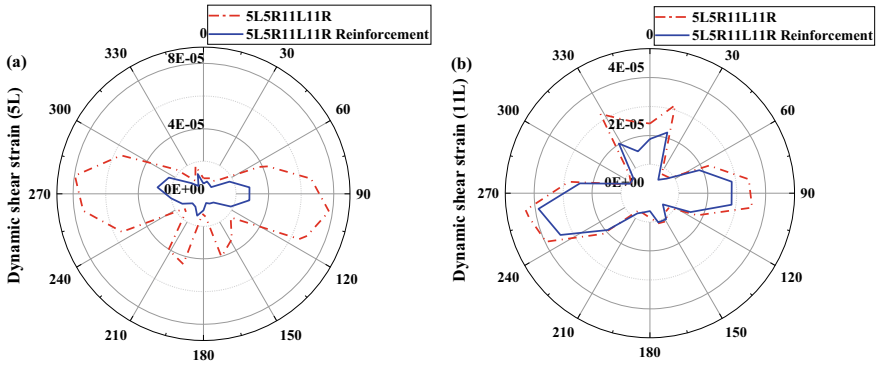 5L5R11L11R
5L5R11L11R Reinforcement
(a)
Dynamic shear strain (5L)
0
30
60
90
120
150
180
210
240
270
300
330
8E-05
4E-05
0E+00
5L5R11L11R
5L5R11L11R Reinforcement
(b)
Dynamic shear strain (11L)
0
30
60
90
120
150
180
210
240
270
300
330
4E-05
2E-05
0E+00